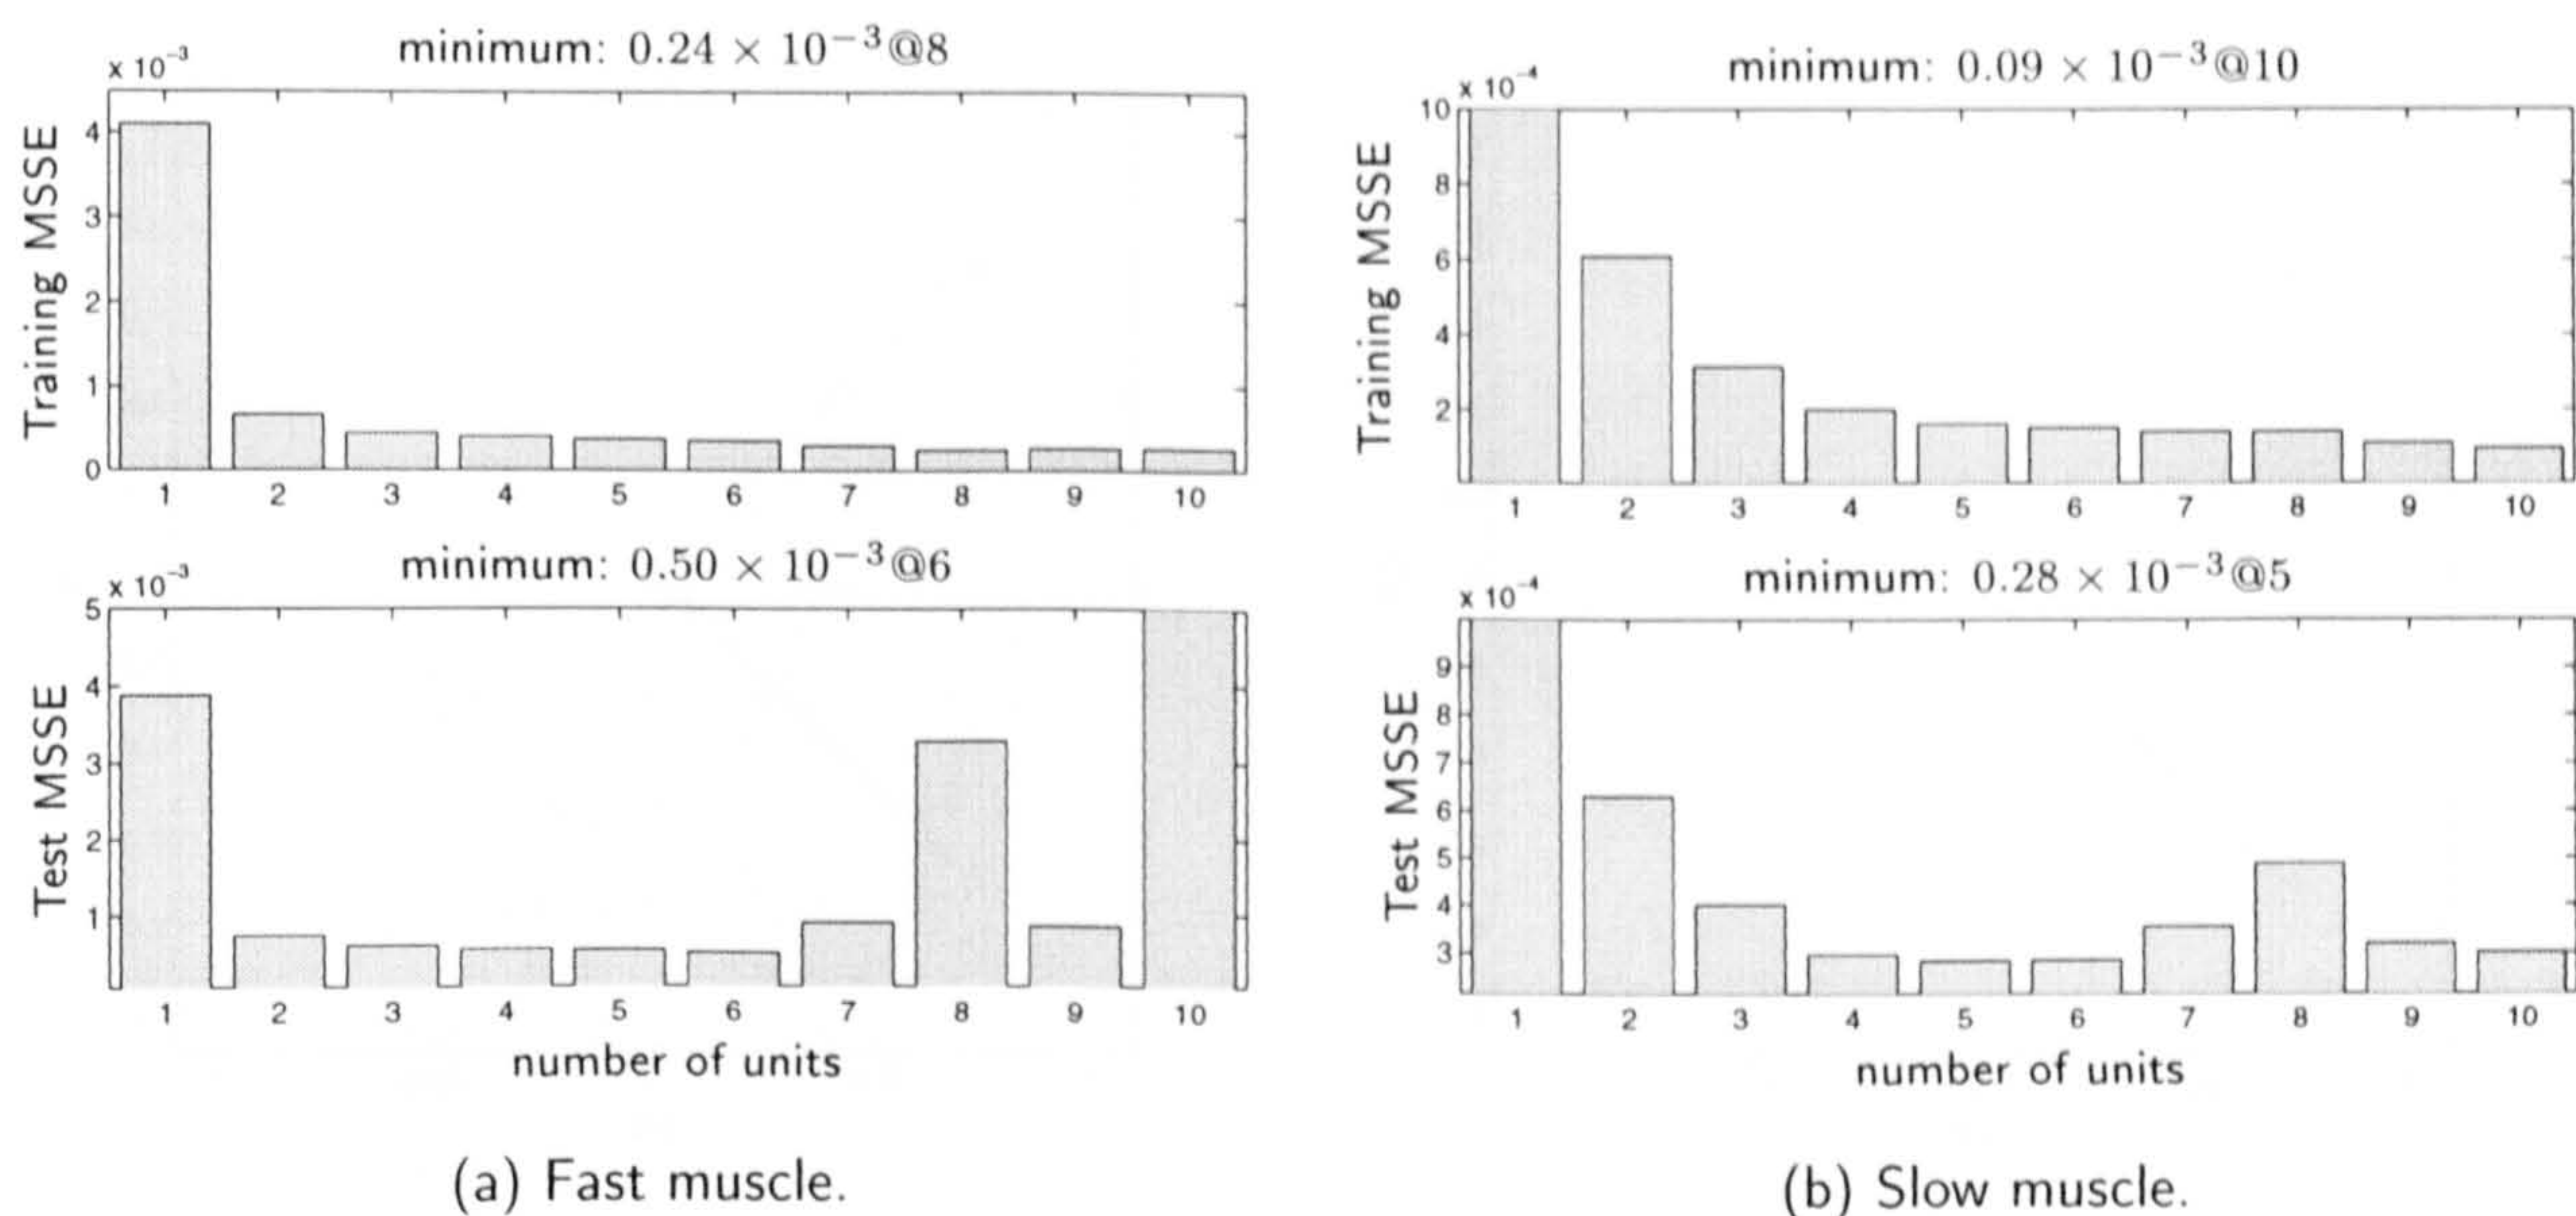 minimum: 0.24 × 10−3@8
x 10−3
Training MSSE
4
3
2
1
0
1 2 3 4 5 6 7 8 9 10
minimum: 0.50 × 10−3@6
x 10−3
Test MSSE
5
4
3
2
1
1 2 3 4 5 6 7 8 9 10
number of units
(a) Fast muscle.
minimum: 0.09 × 10−3@10
x 10−4
Training MSSE
10
8
6
4
2
1 2 3 4 5 6 7 8 9 10
minimum: 0.28 × 10−3@5
x 10−4
Test MSSE
9
8
7
6
5
4
3
1 2 3 4 5 6 7 8 9 10
number of units
(b) Slow muscle.